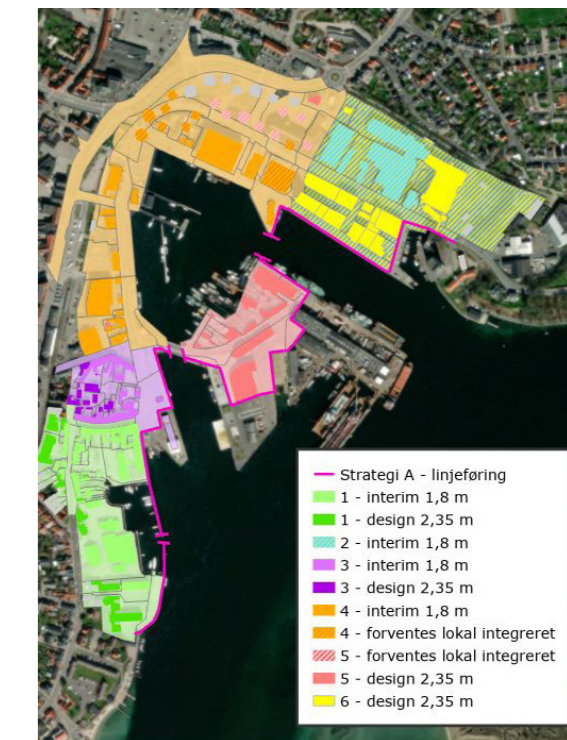 Strategi A - linjeføring
1 - interim 1,8 m
1 - design 2,35 m
2 - interim 1,8 m
3 - interim 1,8 m
3 - design 2,35 m
4 - interim 1,8 m
4 - forventes lokal integreret
5 - forventes lokal integreret
5 - design 2,35 m
6 - design 2,35 m